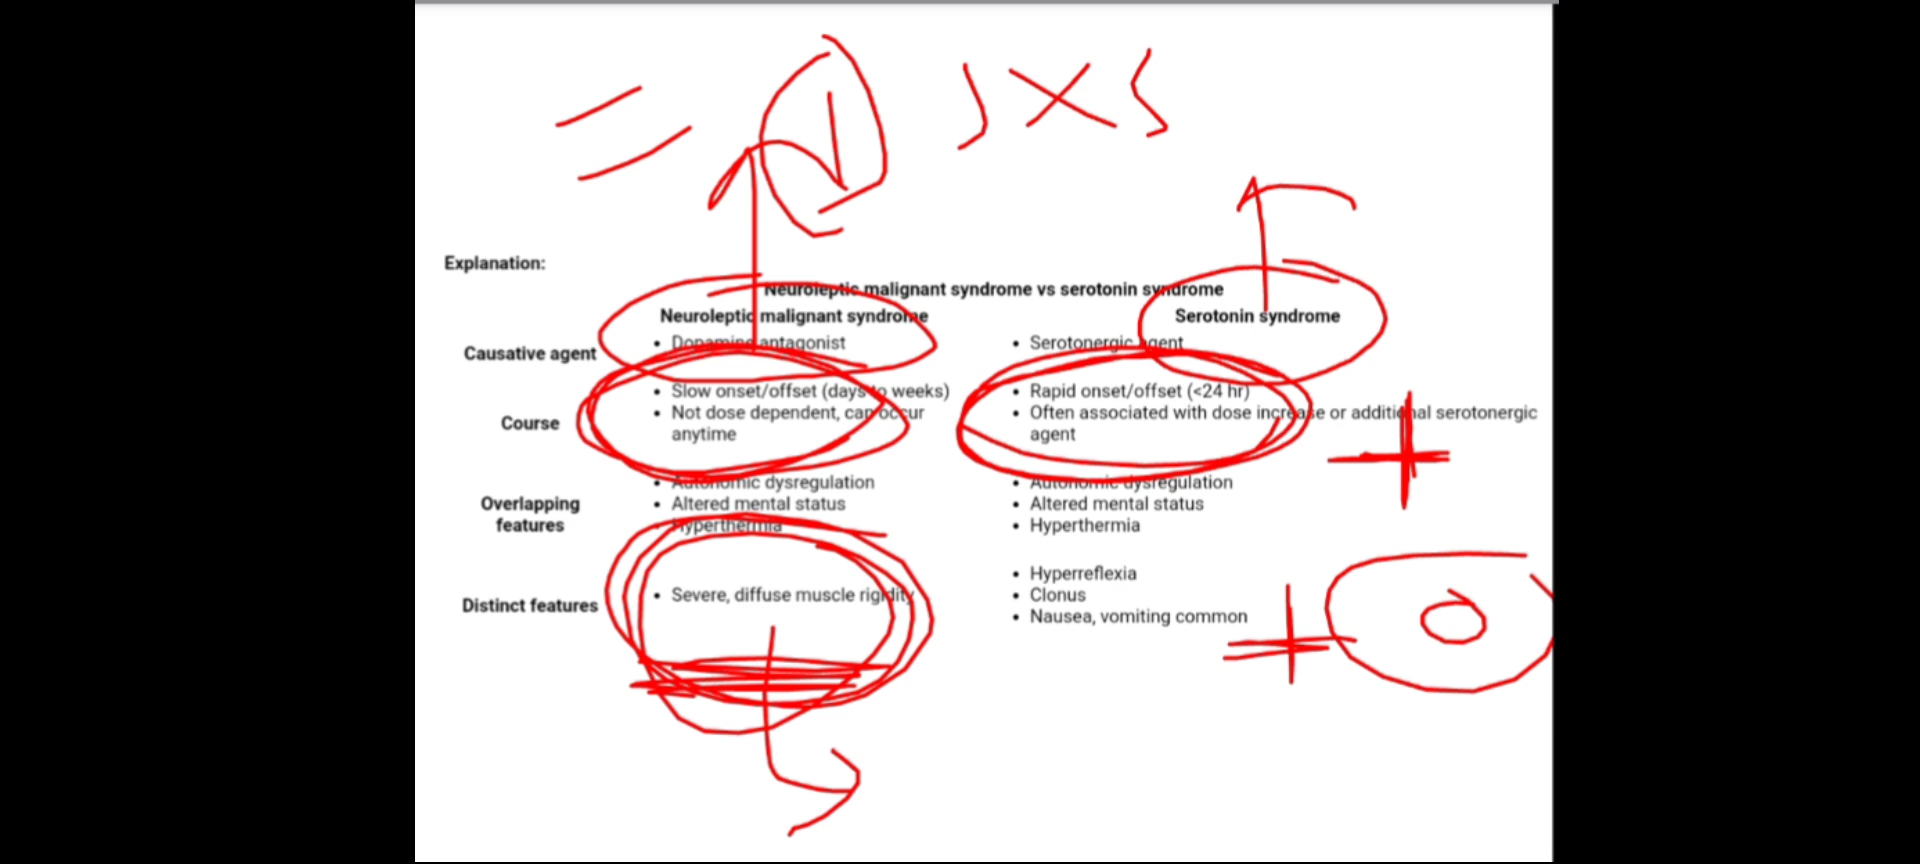 Explanation:
Neuroleptic malignant syndrome vs serotonin syndrome
Neuroleptic malignant syndrome Serotonin syndrome
Causative agent • Dopamine antagonist • Serotonergic agent
Course • Slow onset/offset (days to weeks) • Rapid onset/offset (<24 hr)
• Not dose dependent, can occur • Often associated with dose increase or additional serotonergic
anytime agent
Overlapping features • Autonomic dysregulation • Autonomic dysregulation
• Altered mental status • Altered mental status
• Hyperthermia • Hyperthermia
Distinct features • Severe, diffuse muscle rigidity • Hyperreflexia
• Clonus
• Nausea, vomiting common